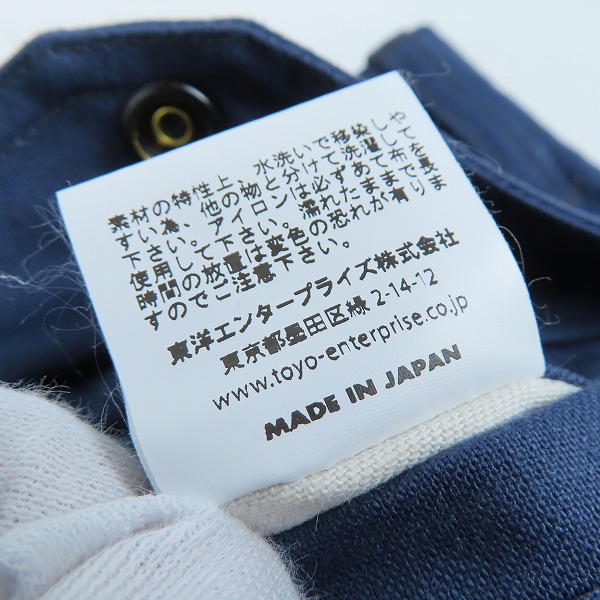 素材の特性上、水洗いで移染しや
すい為、他の物と分けて洗濯して
下さい。アイロンは必ずあて布を
使用して下さい。濡れたままで長
時間の放置は変色の恐れが有りま
すのでご注意下さい。
東洋エンタープライズ株式会社
東京都墨田区緑 2-14-12
www.toyo-enterprise.co.jp
MADE IN JAPAN